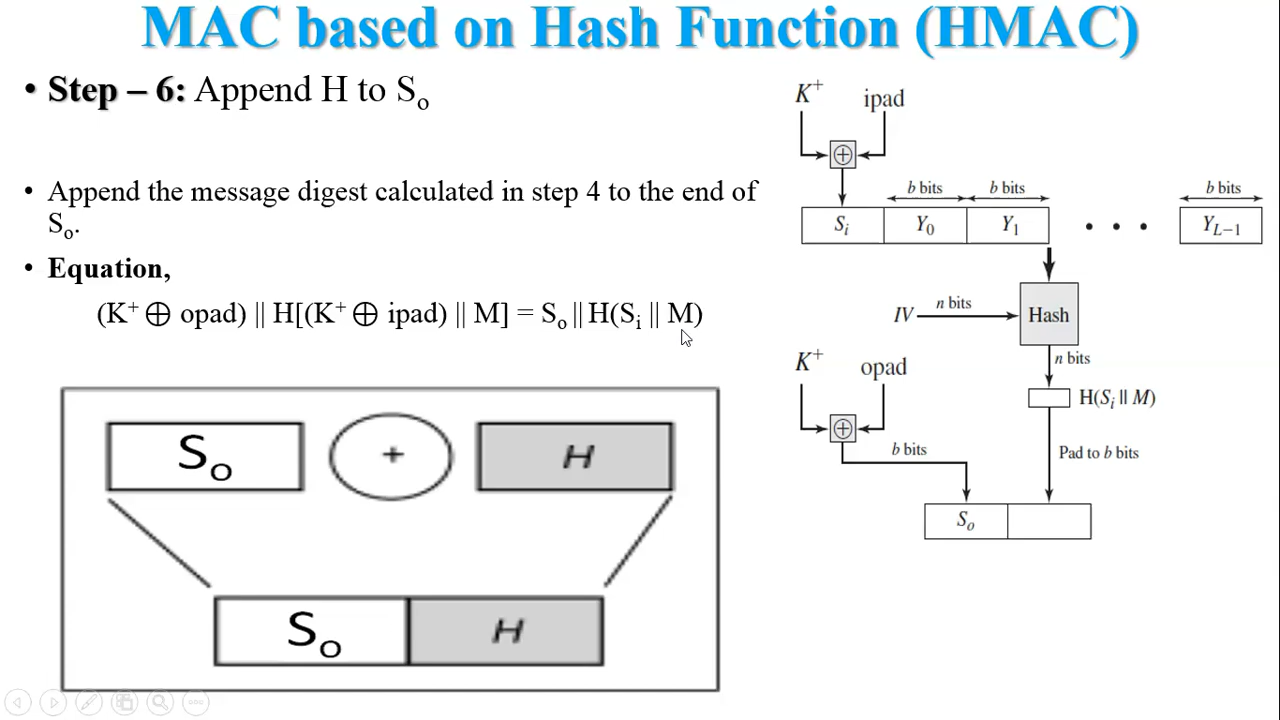 MAC based on Hash Function (HMAC)
• Step – 6: Append H to Sₒ
• Append the message digest calculated in step 4 to the end of
Sₒ.
• Equation,
(K⁺ ⊕ opad) || H[(K⁺ ⊕ ipad) || M] = Sₒ || H(Sᵢ || M)
Sₒ + H
Sₒ H
K⁺ ipad
⊕
b bits b bits b bits
Sᵢ Y₀ Y₁ • • • Y_{L–1}
IV n bits Hash
n bits
K⁺ opad
H(Sᵢ || M)
⊕
b bits Pad to b bits
Sₒ